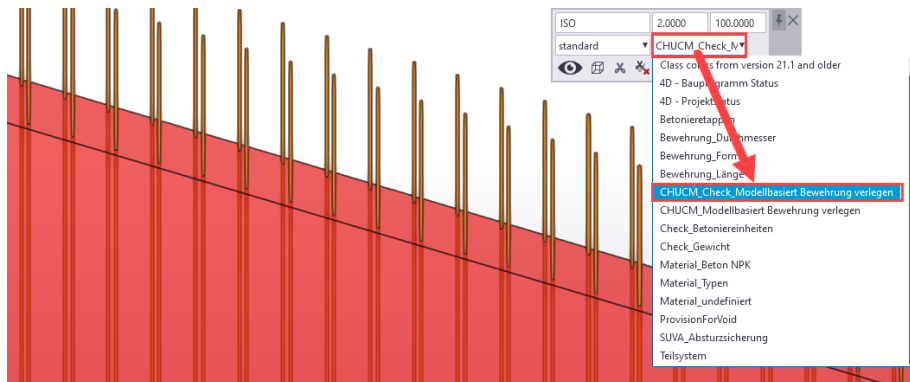 ISO
2.0000
100.0000
standard
CHUCM_Check_M
Class colors from version 21.1 and older
4D - Bauprogramm Status
4D - Projektstatus
Betonieretappen
Bewehrung_Durchmesser
Bewehrung_Form
Bewehrung_Länge
CHUCM_Check_Modellbasiert Bewehrung verlegen
CHUCM_Modellbasiert Bewehrung verlegen
Check_Betoniereinheiten
Check_Gewicht
Material_Beton NPK
Material_Typen
Material_undefiniert
ProvisionForVoid
SUVA_Absturzsicherung
Teilsystem